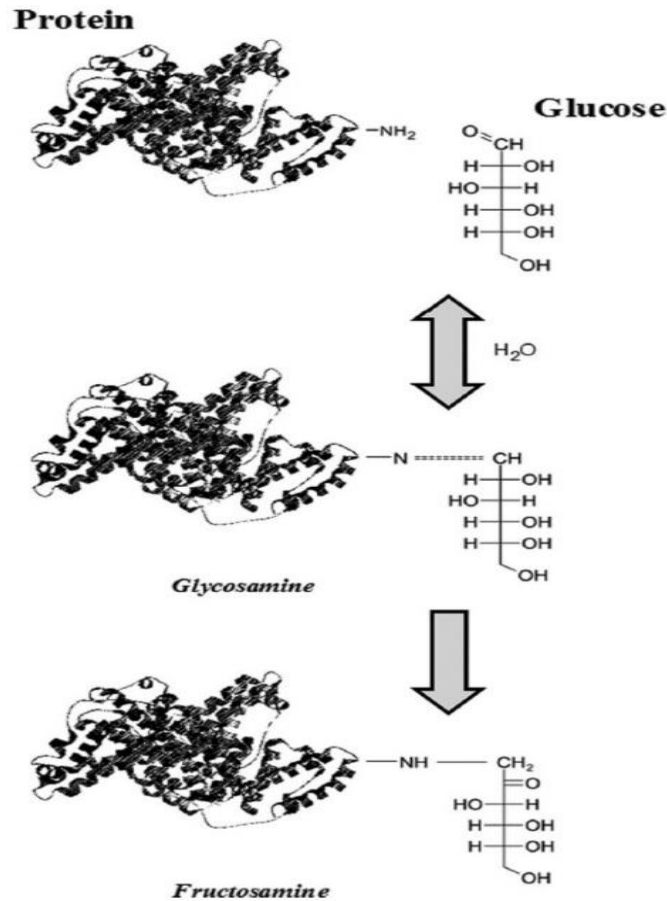 Protein
Glucose
–NH₂
O
CH
H OH
HO H
H OH
H OH
OH
H₂O
N CH
H OH
HO H
H OH
H OH
OH
Glycosamine
NH CH₂
O
HO H
H OH
H OH
OH
Fructosamine